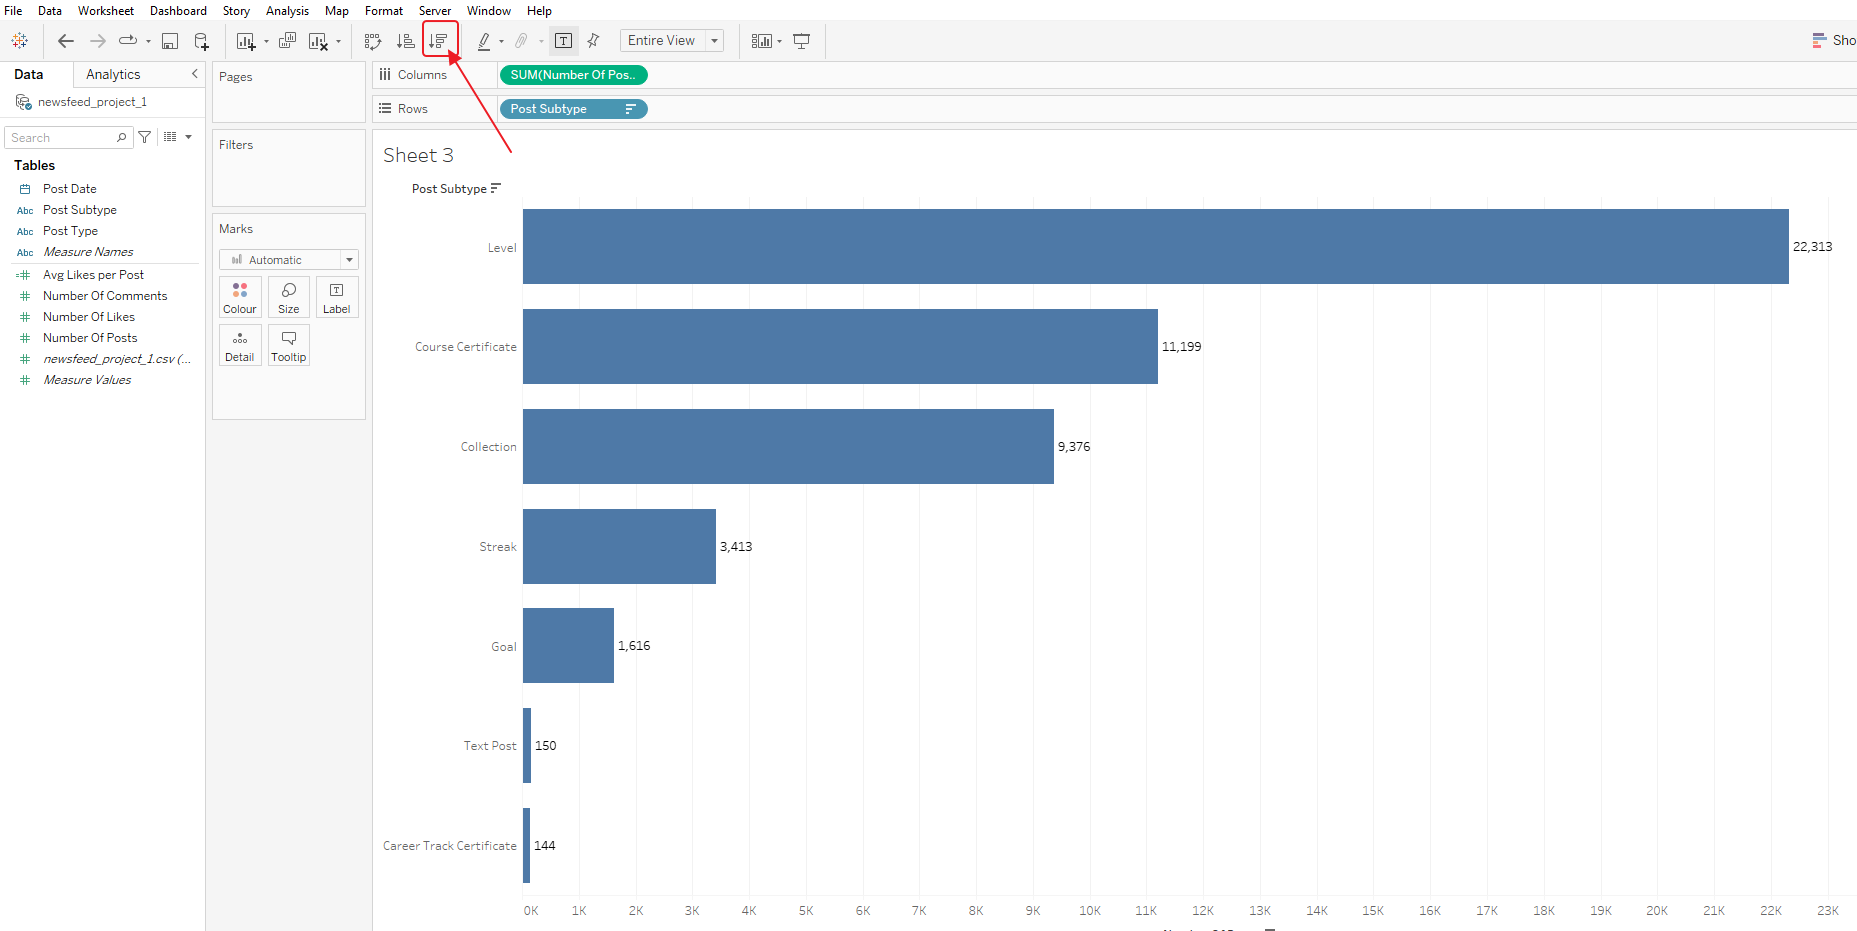 File Data Worksheet Dashboard Story Analysis Map Format Server Window Help
Entire View
Sho
Data Analytics
newsfeed_project_1
Search
Tables
Post Date
Abc Post Subtype
Abc Post Type
Abc Measure Names
Avg Likes per Post
Number Of Comments
Number Of Likes
Number Of Posts
newsfeed_project_1.csv (...
Measure Values
Pages
Filters
Marks
Automatic
Colour Size Label
Detail Tooltip
Columns SUM(Number Of Pos..
Rows Post Subtype
Sheet 3
Post Subtype
Level 22,313
Course Certificate 11,199
Collection 9,376
Streak 3,413
Goal 1,616
Text Post 150
Career Track Certificate 144
0K 1K 2K 3K 4K 5K 6K 7K 8K 9K 10K 11K 12K 13K 14K 15K 16K 17K 18K 19K 20K 21K 22K 23K